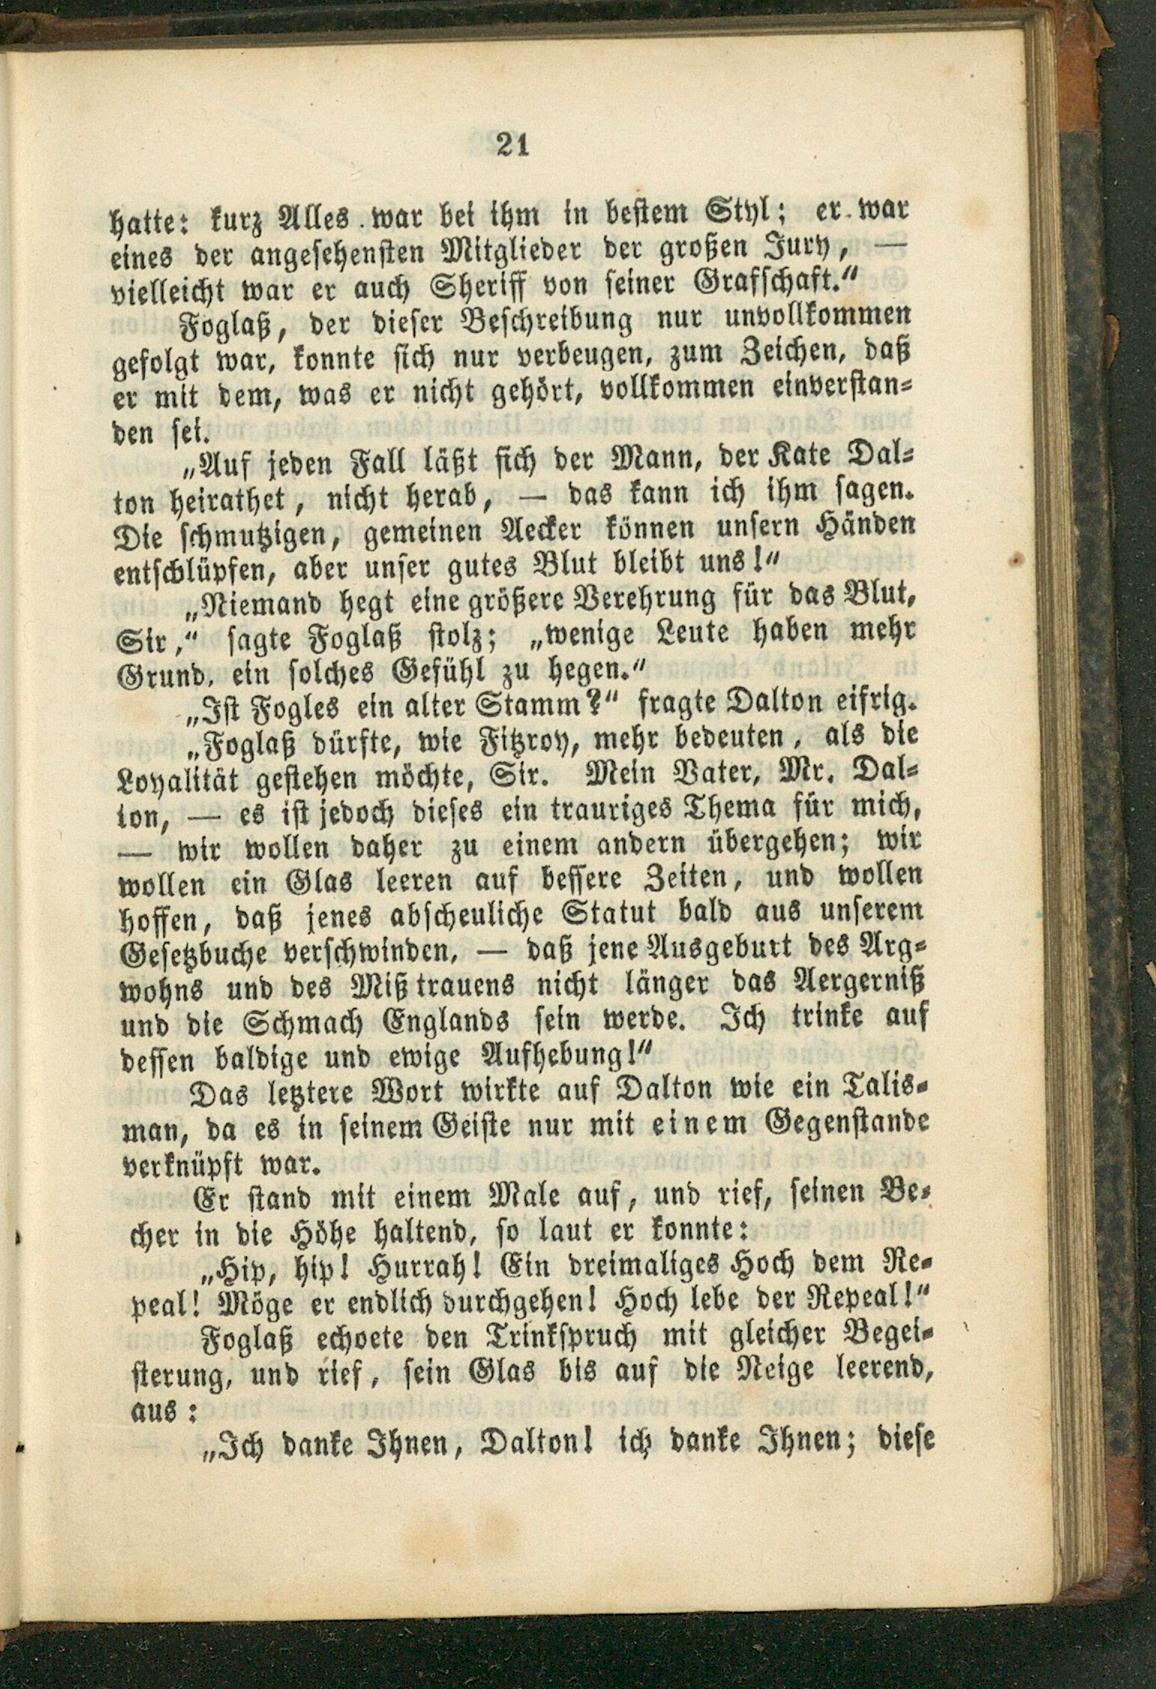 21
hatte: kurz Alles war bei ihm in bestem Styl; er war
eines der angesehensten Mitglieder der großen Jury, —
vielleicht war er auch Sheriff von seiner Grafschaft.“
Foglaß, der dieser Beschreibung nur unvollkommen
gefolgt war, konnte sich nur verbeugen, zum Zeichen, daß
er mit dem, was er nicht gehört, vollkommen einverstan-
den sei.
„Auf jeden Fall läßt sich der Mann, der Kate Dal-
ton heirathet, nicht herab, — das kann ich ihm sagen.
Die schmutzigen, gemeinen Aecker können unsern Händen
entschlüpfen, aber unser gutes Blut bleibt uns!“
„Niemand hegt eine größere Verehrung für das Blut,
Sir,“ sagte Foglaß stolz; „wenige Leute haben mehr
Grund, ein solches Gefühl zu hegen.“
„Ist Fogles ein alter Stamm?“ fragte Dalton eifrig.
„Foglaß dürfte, wie Fitzroy, mehr bedeuten, als die
Loyalität gestehen möchte, Sir. Mein Vater, Mr. Dal-
ton, — es ist jedoch dieses ein trauriges Thema für mich,
— wir wollen daher zu einem andern übergehen; wir
wollen ein Glas leeren auf bessere Zeiten, und wollen
hoffen, daß jenes abscheuliche Statut bald aus unserem
Gesetzbuche verschwinden, — daß jene Ausgeburt des Arg-
wohns und des Mißtrauens nicht länger das Aergerniß
und die Schmach Englands sein werde. Ich trinke auf
dessen baldige und ewige Aufhebung!“
Das letztere Wort wirkte auf Dalton wie ein Talis-
man, da es in seinem Geiste nur mit einem Gegenstande
verknüpft war.
Er stand mit einem Male auf, und rief, seinen Be-
cher in die Höhe haltend, so laut er konnte:
„Hip, hip! Hurrah! Ein dreimaliges Hoch dem Re-
peal! Möge er endlich durchgehen! Hoch lebe der Repeal!“
Foglaß echoete den Trinkspruch mit gleicher Begei-
sterung, und rief, sein Glas bis auf die Neige leerend,
aus:
„Ich danke Ihnen, Dalton! ich danke Ihnen; diese